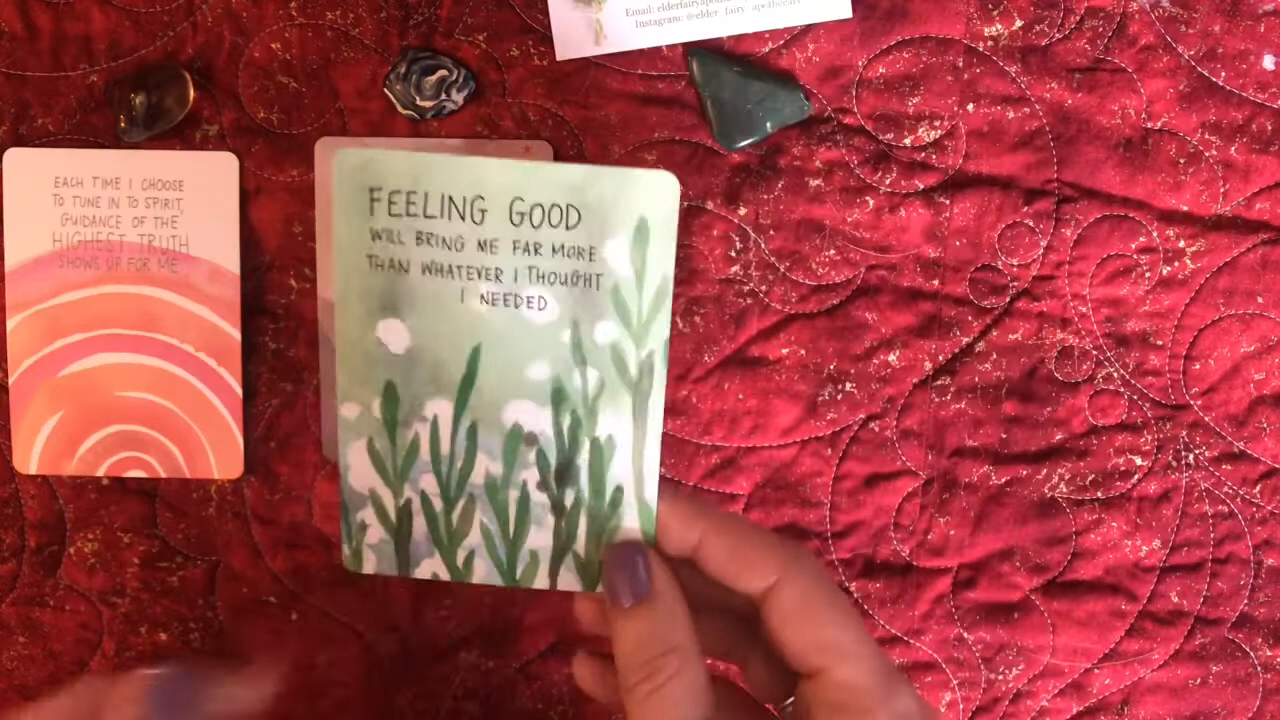 Email: elderfairyapoth
Instagram: @elder_fairy_apothecary
EACH TIME I CHOOSE
TO TUNE IN TO SPIRIT,
GUIDANCE OF THE
HIGHEST TRUTH
SHOWS UP FOR ME
FEELING GOOD
WILL BRING ME FAR MORE
THAN WHATEVER I THOUGHT
I NEEDED